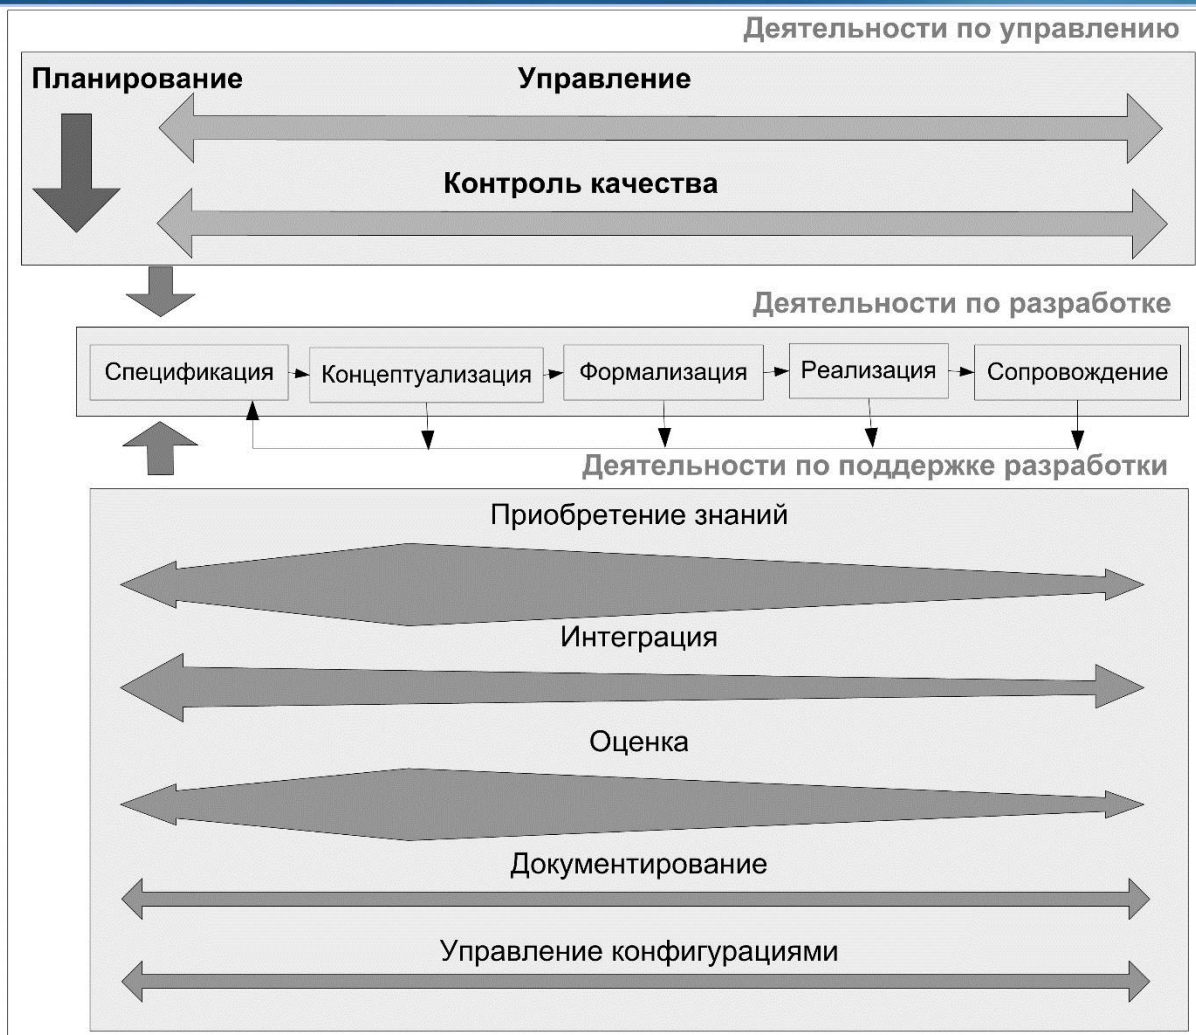 Деятельности по управлению
Планирование
Управление
Контроль качества
Деятельности по разработке
Спецификация
Концептуализация
Формализация
Реализация
Сопровождение
Деятельности по поддержке разработки
Приобретение знаний
Интеграция
Оценка
Документирование
Управление конфигурациями